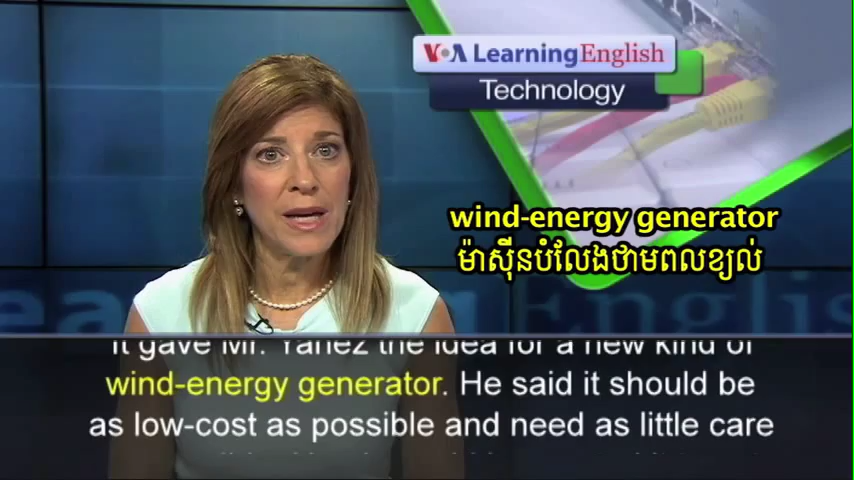 VOA Learning English
Technology
wind-energy generator
ម៉ាស៊ីនបំលែងថាមពលខ្យល់
It gave Mr. Yanez the idea for a new kind of
wind-energy generator. He said it should be
as low-cost as possible and need as little care